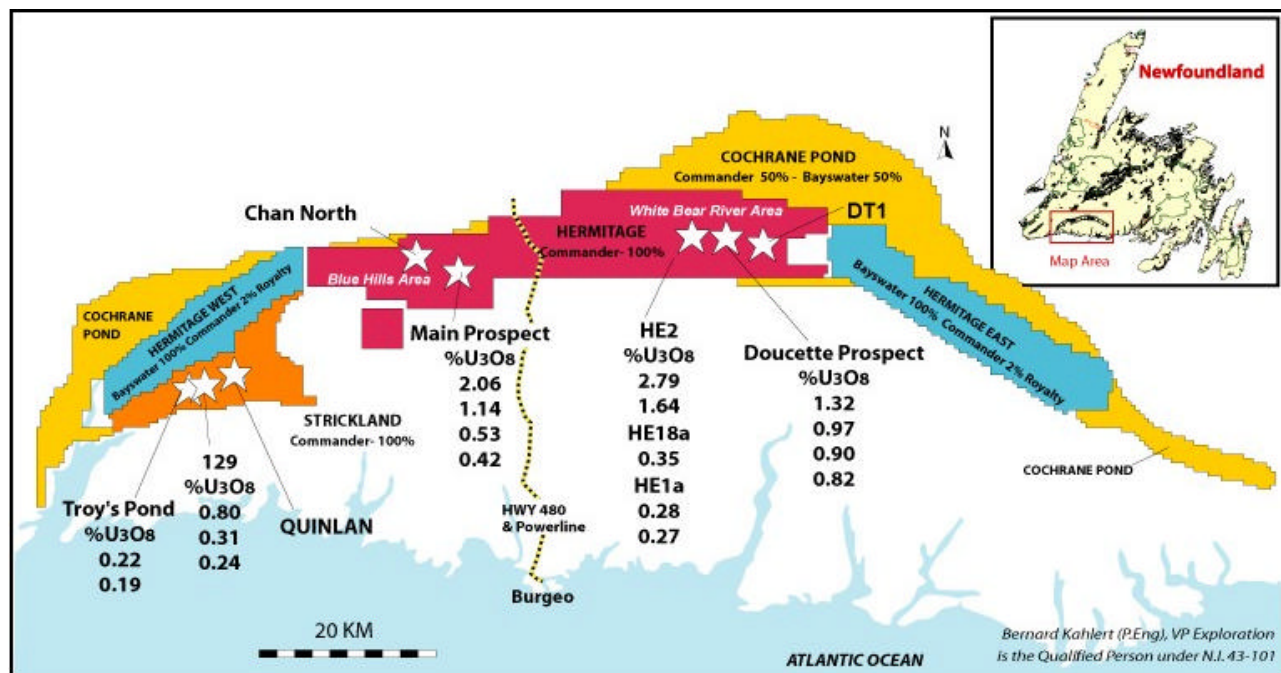 Newfoundland
Map Area
N
COCHRANE POND
Commander 50% - Bayswater 50%
White Bear River Area
DT1
Chan North
HERMITAGE
Commander- 100%
Blue Hills Area
HERMITAGE WEST
Bayswater 100% Commander 2% Royalty
COCHRANE
POND
HERMITAGE EAST
Bayswater 100% Commander 2% Royalty
Main Prospect
%U3O8
2.06
1.14
0.53
0.42
HE2
%U3O8
2.79
1.64
HE18a
0.35
HE1a
0.28
0.27
Doucette Prospect
%U3O8
1.32
0.97
0.90
0.82
STRICKLAND
Commander- 100%
COCHRANE POND
129
%U3O8
0.80
0.31
0.24
QUINLAN
Troy's Pond
%U3O8
0.22
0.19
HWY 480
& Powerline
Burgeo
20 KM
ATLANTIC OCEAN
Bernard Kahlert (P.Eng), VP Exploration
is the Qualified Person under N.I. 43-101